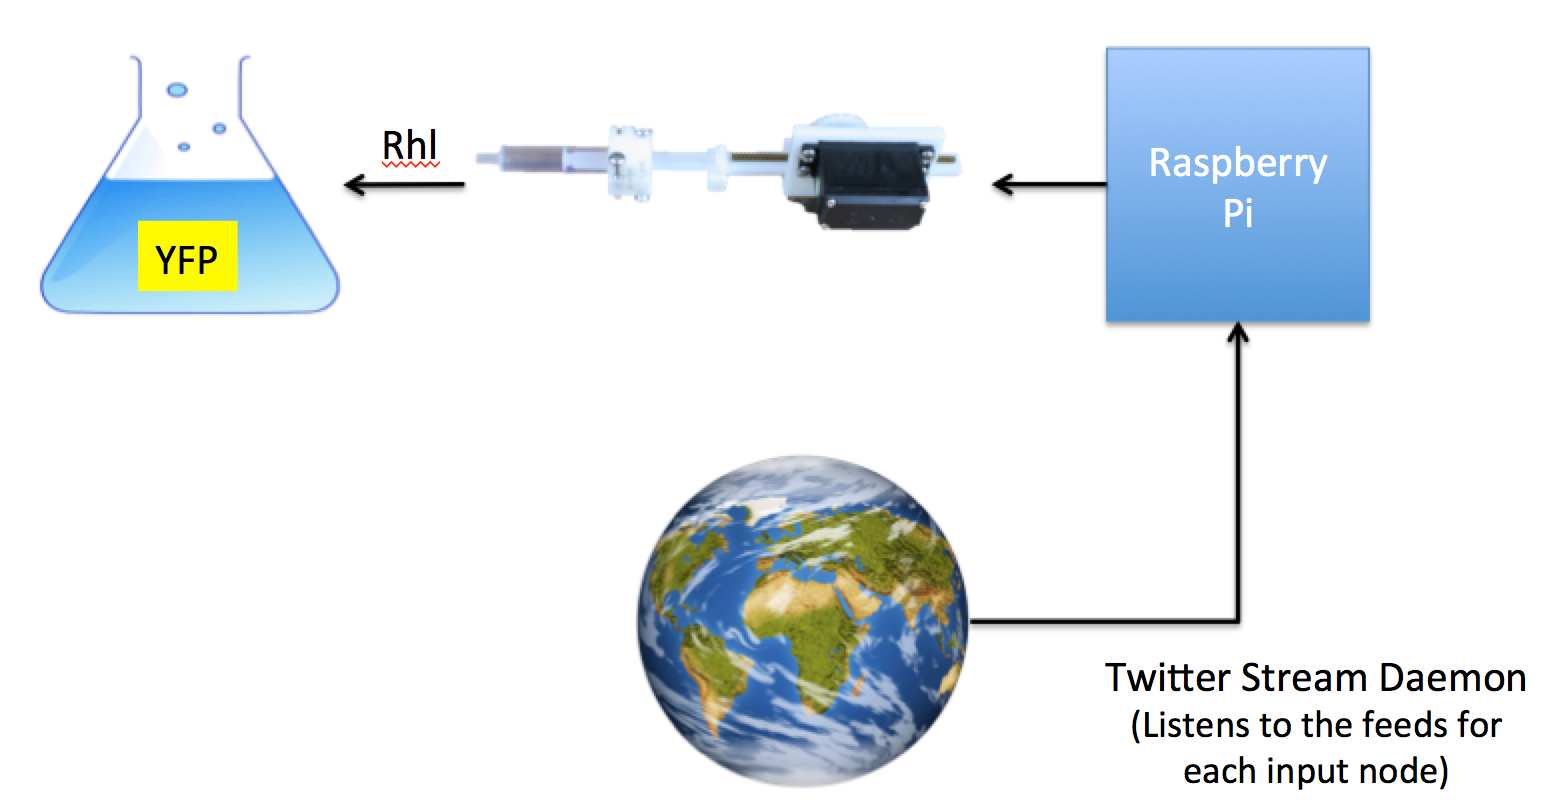 Rhl
YFP
Raspberry
Pi
Twitter Stream Daemon
(Listens to the feeds for
each input node)